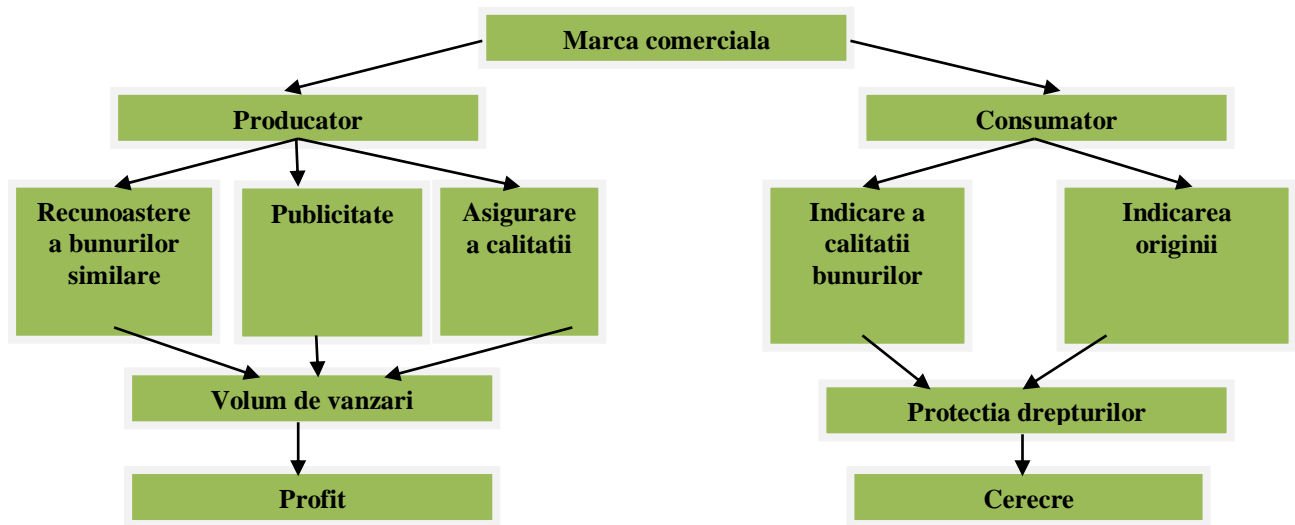 Marca comerciala
Producator
Consumator
Recunoastere
a bunurilor
similare
Publicitate
Asigurare
a calitatii
Indicare a
calitatii
bunurilor
Indicarea
originii
Volum de vanzari
Protectia drepturilor
Profit
Cerecre